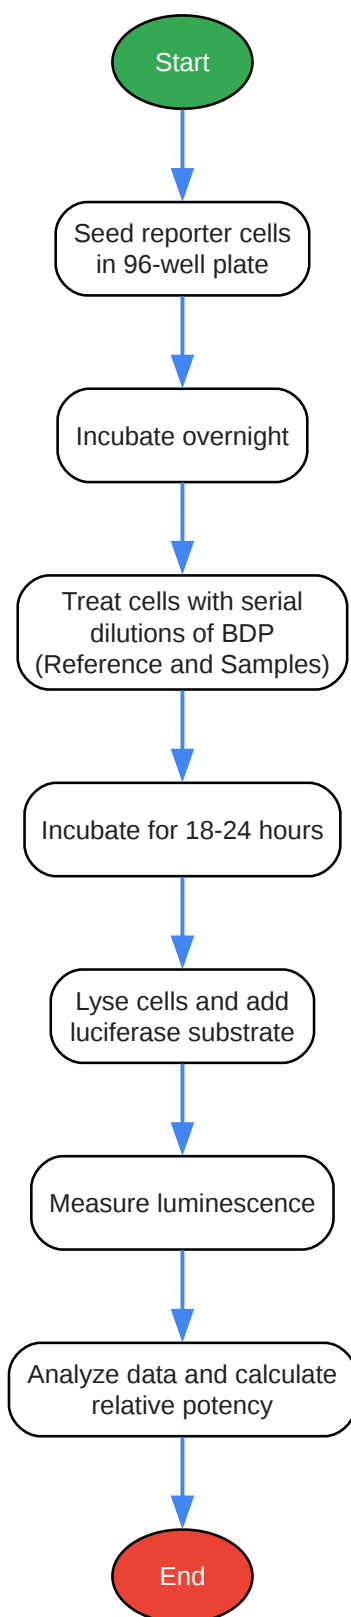 Start
Seed reporter cells
in 96-well plate
Incubate overnight
Treat cells with serial
dilutions of BDP
(Reference and Samples)
Incubate for 18-24 hours
Lyse cells and add
luciferase substrate
Measure luminescence
Analyze data and calculate
relative potency
End